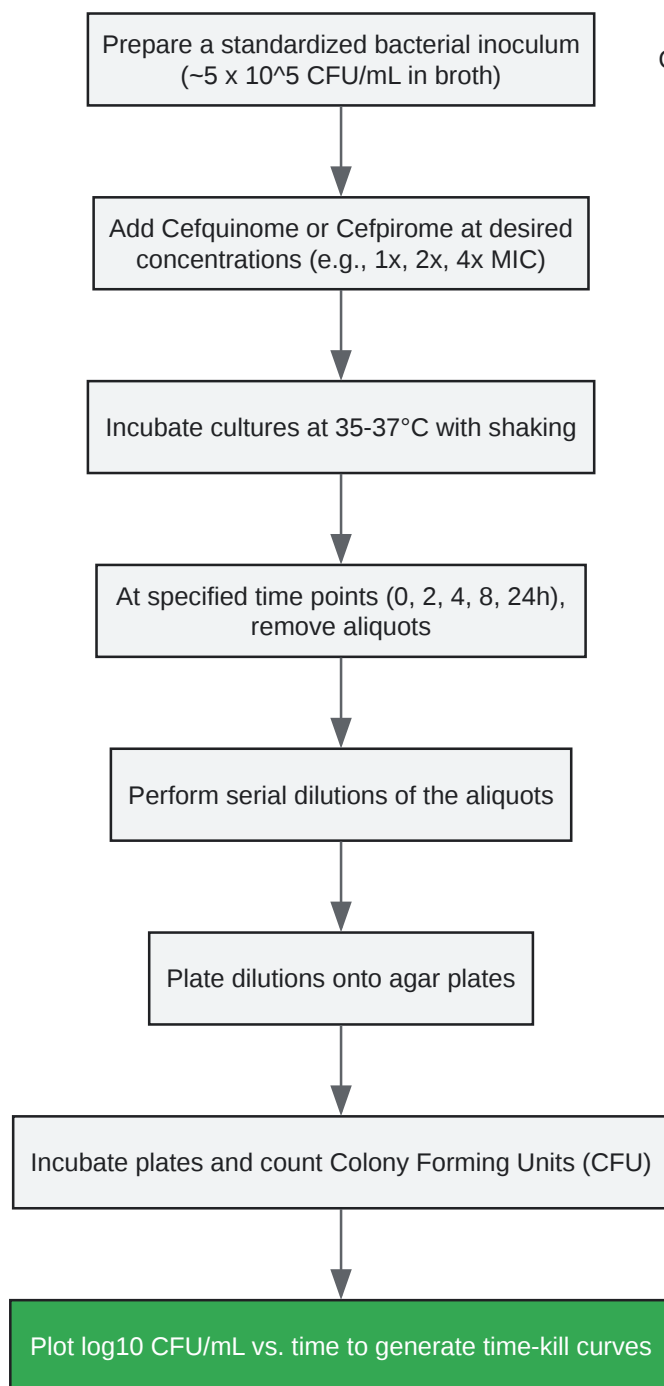 Prepare a standardized bacterial inoculum
(~5 x 10^5 CFU/mL in broth)
Add Cefquinome or Cefpirome at desired
concentrations (e.g., 1x, 2x, 4x MIC)
Incubate cultures at 35-37°C with shaking
At specified time points (0, 2, 4, 8, 24h),
remove aliquots
Perform serial dilutions of the aliquots
Plate dilutions onto agar plates
Incubate plates and count Colony Forming Units (CFU)
Plot log10 CFU/mL vs. time to generate time-kill curves